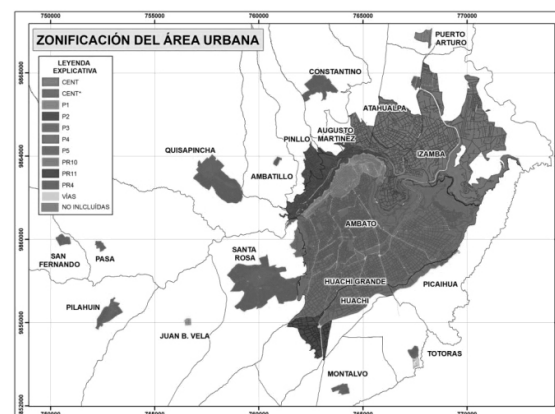 750000
755000
760000
765000
770000
ZONIFICACIÓN DEL ÁREA URBANA
LEYENDA
EXPLICATIVA
CENT
CENT*
P1
P2
P3
P4
P5
PR10
PR11
PR4
VÍAS
NO INLCLUÍDAS
PUERTO
ARTURO
CONSTANTINO
ATAHUALPA
AUGUSTO
MARTÍNEZ
PINLLO
IZAMBA
QUISAPINCHA
AMBATILLO
AMBATO
SAN
FERNANDO
PASA
SANTA
ROSA
HUACHI GRANDE
PICAIHUA
HUACHI
PILAHUIN
JUAN B. VELA
TOTORAS
MONTALVO
9868000
9864000
9860000
9856000
9852000